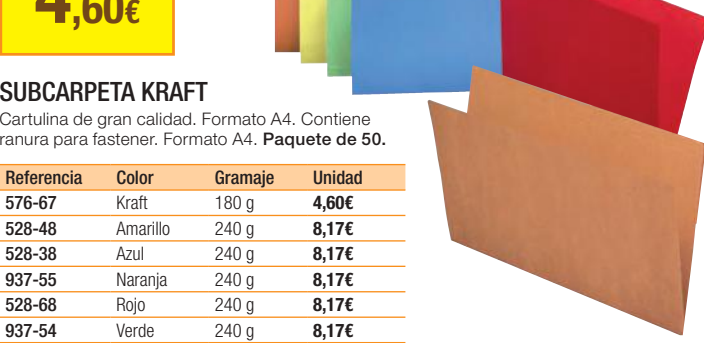 4,60€
SUBCARPETA KRAFT
Cartulina de gran calidad. Formato A4. Contiene
ranura para fastener. Formato A4. Paquete de 50.
Referencia Color Gramaje Unidad
576-67 Kraft 180 g 4,60€
528-48 Amarillo 240 g 8,17€
528-38 Azul 240 g 8,17€
937-55 Naranja 240 g 8,17€
528-68 Rojo 240 g 8,17€
937-54 Verde 240 g 8,17€